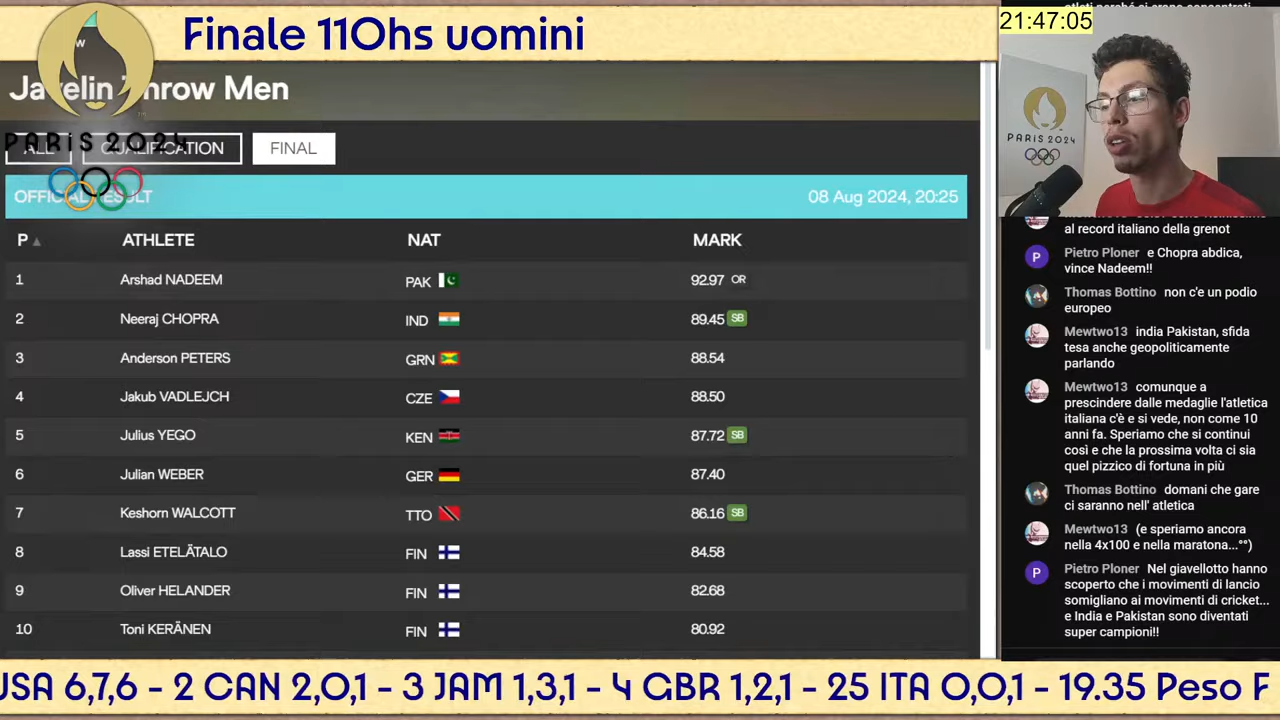 Finale 110hs uomini
21:47:05
Javelin Throw Men
PARIS 2024
PARIS 2024
ALL
QUALIFICATION
FINAL
OFFICIAL RESULT
08 Aug 2024, 20:25
P ATHLETE NAT MARK
1 Arshad NADEEM PAK 92.97 OR
2 Neeraj CHOPRA IND 89.45 SB
3 Anderson PETERS GRN 88.54
4 Jakub VADLEJCH CZE 88.50
5 Julius YEGO KEN 87.72 SB
6 Julian WEBER GER 87.40
7 Keshorn WALCOTT TTO 86.16 SB
8 Lassi ETELÄTALO FIN 84.58
9 Oliver HELANDER FIN 82.68
10 Toni KERÄNEN FIN 80.92
al record italiano della grenot
P
Pietro Ploner e Chopra abdica,
vince Nadeem!!
Thomas Bottino non c'e un podio
europeo
Mewtwo13 india Pakistan, sfida
tesa anche geopoliticamente
parlando
Mewtwo13 comunque a
prescindere dalle medaglie l'atletica
italiana c'è e si vede, non come 10
anni fa. Speriamo che si continui
così e che la prossima volta ci sia
quel pizzico di fortuna in più
Thomas Bottino domani che gare
ci saranno nell' atletica
Mewtwo13 (e speriamo ancora
nella 4x100 e nella maratona...°°)
P
Pietro Ploner Nel giavellotto hanno
scoperto che i movimenti di lancio
somigliano ai movimenti di cricket...
e India e Pakistan sono diventati
super campioni!!
USA 6,7,6 - 2 CAN 2,0,1 - 3 JAM 1,3,1 - 4 GBR 1,2,1 - 25 ITA 0,0,1 - 19.35 Peso F